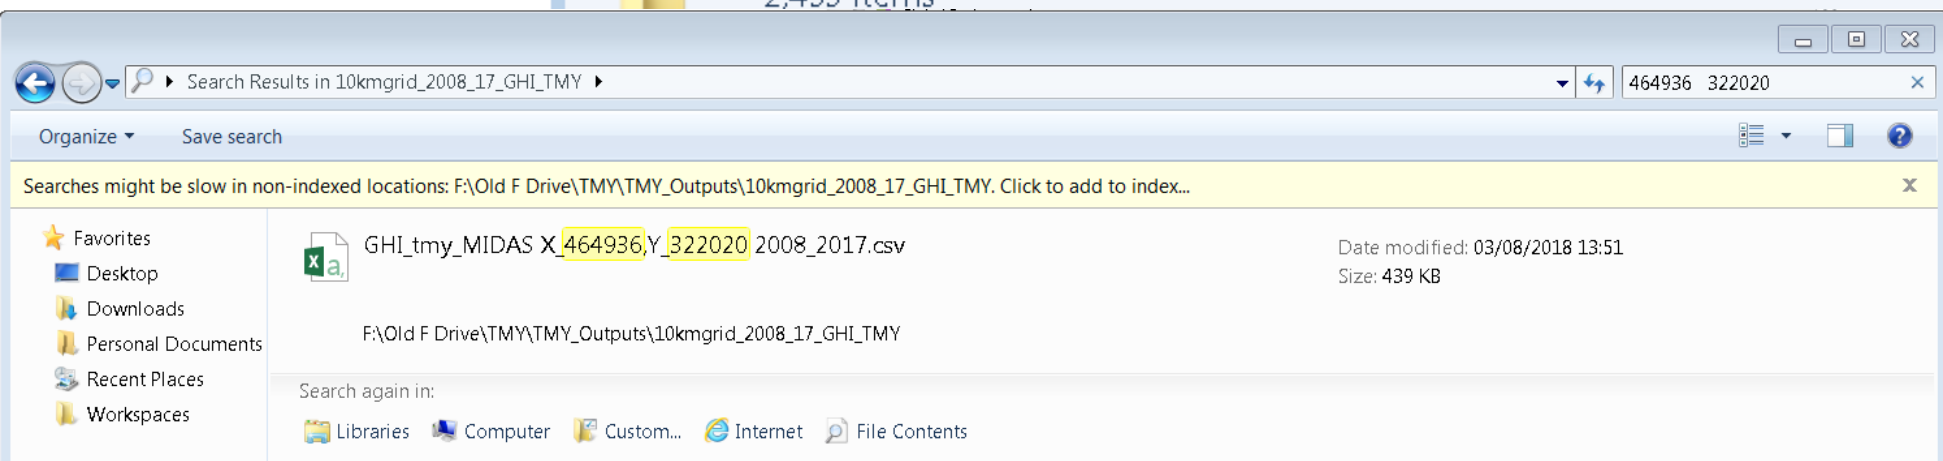 2,455 items
Search Results in 10kmgrid_2008_17_GHI_TMY
464936 322020
Organize Save search
Searches might be slow in non-indexed locations: F:\Old F Drive\TMY\TMY_Outputs\10kmgrid_2008_17_GHI_TMY. Click to add to index...
Favorites
Desktop
Downloads
Personal Documents
Recent Places
Workspaces
GHI_tmy_MIDAS X_464936,Y_322020 2008_2017.csv
Date modified: 03/08/2018 13:51
Size: 439 KB
F:\Old F Drive\TMY\TMY_Outputs\10kmgrid_2008_17_GHI_TMY
Search again in:
Libraries Computer Custom... Internet File Contents